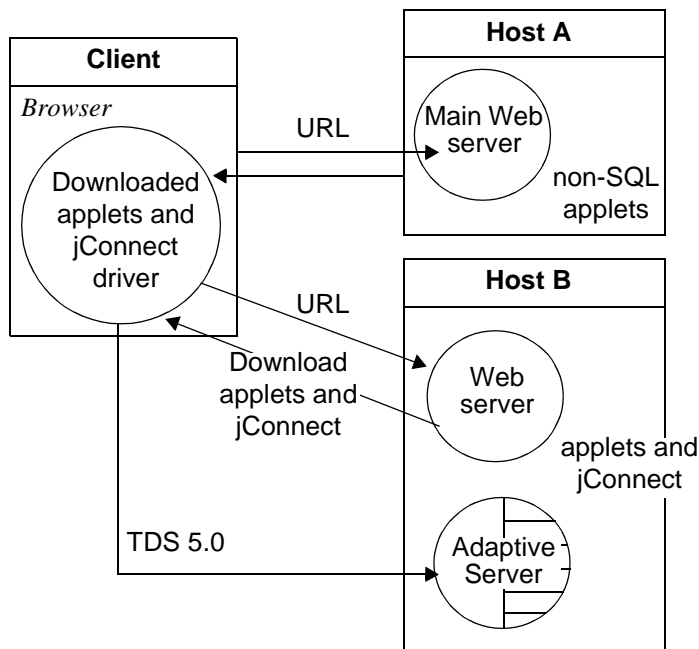 Client
Browser
Downloaded
applets and
jConnect
driver
URL
Host A
Main Web
server
non-SQL
applets
URL
Download
applets and
jConnect
Host B
Web
server
applets and
jConnect
TDS 5.0
Adaptive
Server